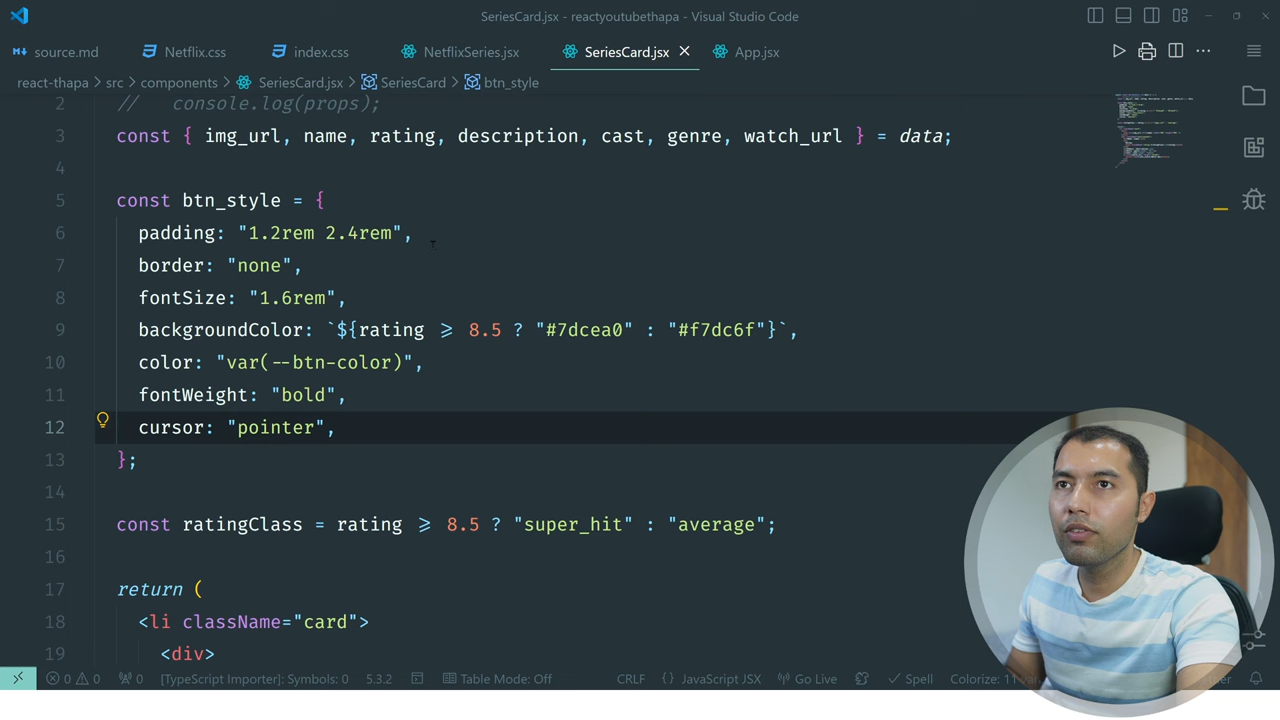 SeriesCard.jsx - reactyoutubethapa - Visual Studio Code
source.md Netflix.css index.css NetflixSeries.jsx SeriesCard.jsx App.jsx
react-thapa > src > components > SeriesCard.jsx > SeriesCard > btn_style
2 // console.log(props);
3 const { img_url, name, rating, description, cast, genre, watch_url } = data;
4
5 const btn_style = {
6 padding: "1.2rem 2.4rem",
7 border: "none",
8 fontSize: "1.6rem",
9 backgroundColor: `${rating ⩾ 8.5 ? "#7dcea0" : "#f7dc6f"}`,
10 color: "var(--btn-color)",
11 fontWeight: "bold",
12 cursor: "pointer",
13 };
14
15 const ratingClass = rating ⩾ 8.5 ? "super_hit" : "average";
16
17 return (
18 <li className="card">
19 <div>
0 0 0 [TypeScript Importer]: Symbols: 0 5.3.2 Table Mode: Off CRLF {} JavaScript JSX Go Live Spell Colorize: 11